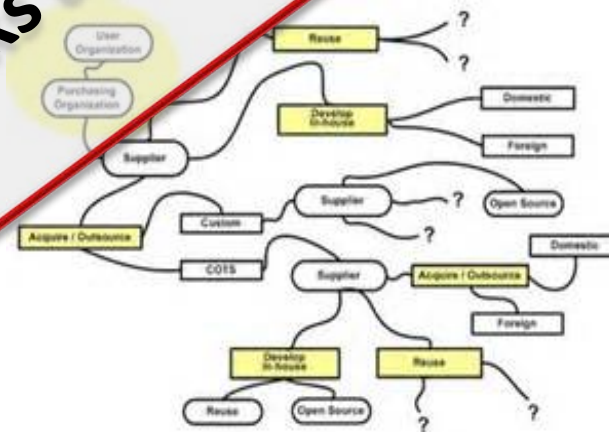 User
Organization
Purchasing
Organization
Supplier
Reuse
?
?
Develop
In-house
Domestic
Foreign
Acquire / Outsource
Custom
COTS
Supplier
?
?
Open Source
Supplier
Acquire / Outsource
Domestic
Foreign
Develop
In-house
Reuse
Open Source
Reuse
?
?